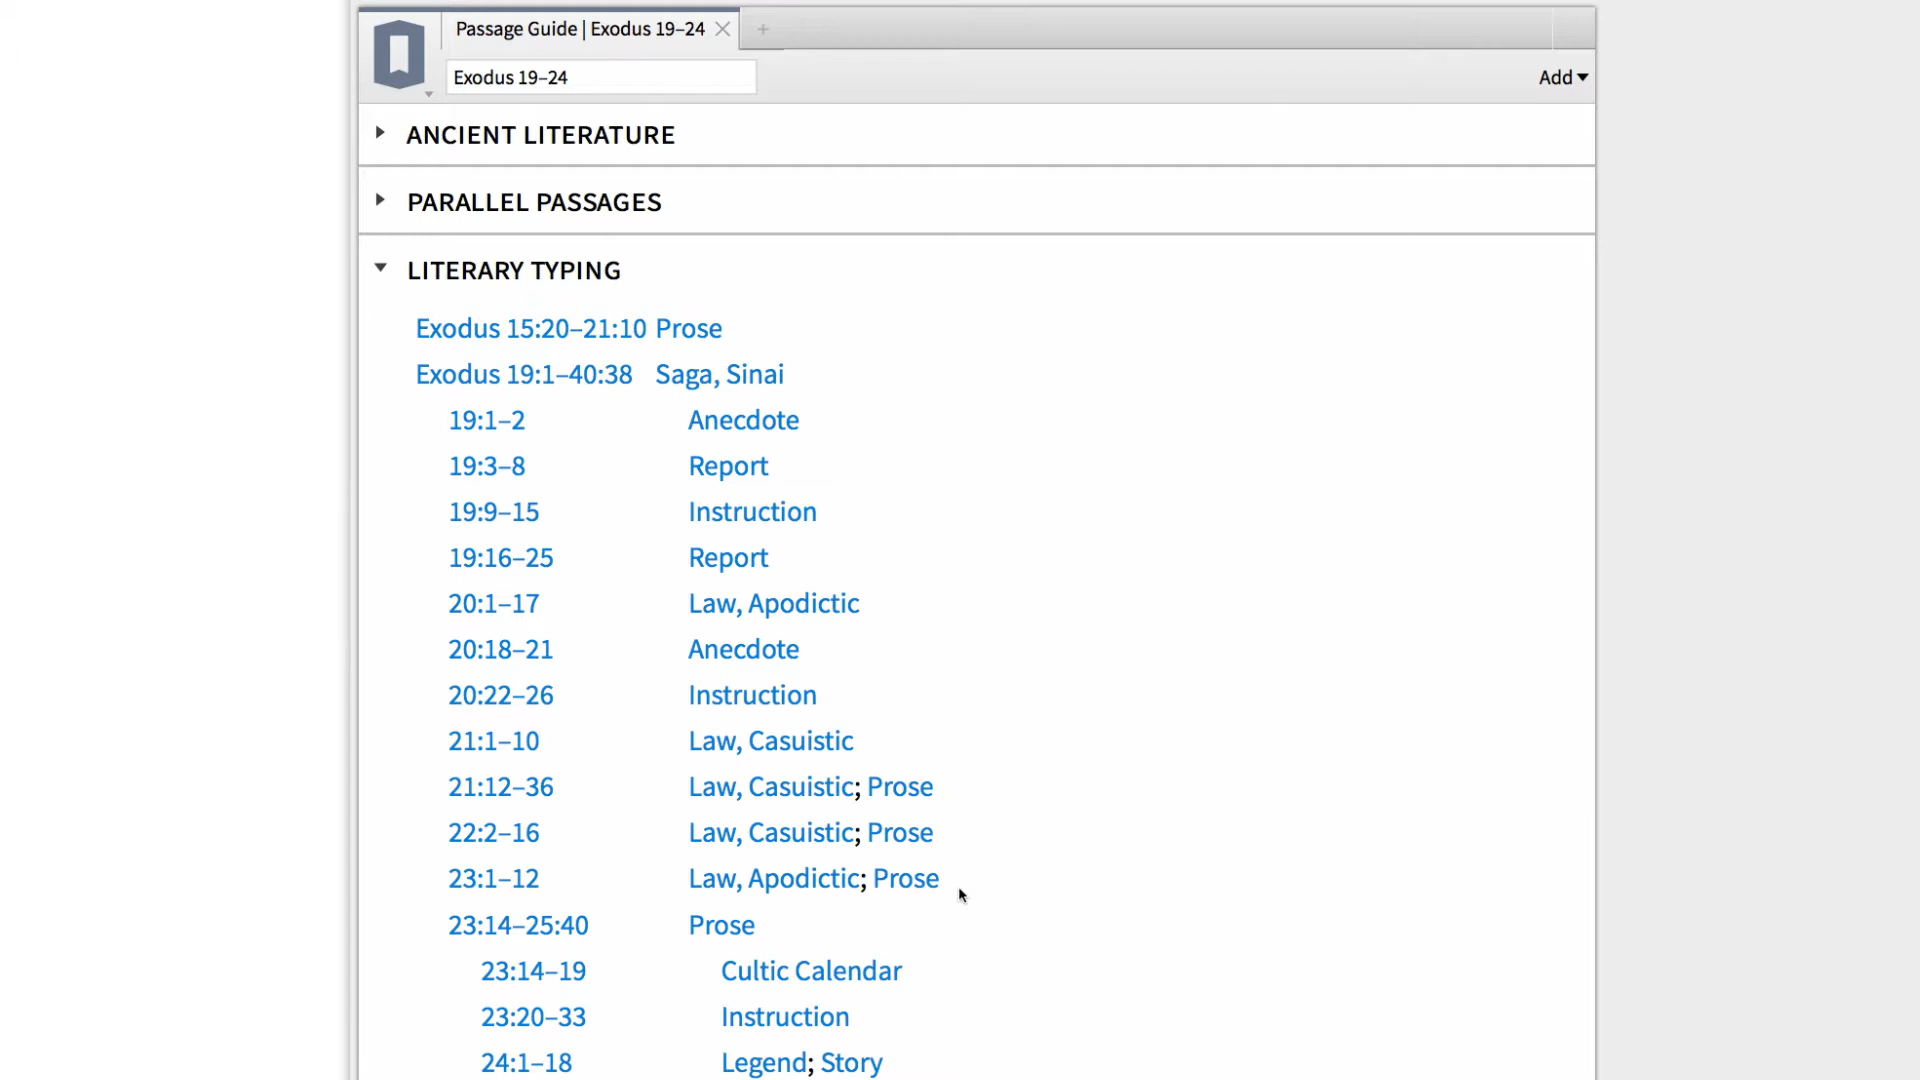 Passage Guide | Exodus 19–24
Exodus 19–24
Add
ANCIENT LITERATURE
PARALLEL PASSAGES
LITERARY TYPING
Exodus 15:20–21:10 Prose
Exodus 19:1–40:38 Saga, Sinai
19:1–2 Anecdote
19:3–8 Report
19:9–15 Instruction
19:16–25 Report
20:1–17 Law, Apodictic
20:18–21 Anecdote
20:22–26 Instruction
21:1–10 Law, Casuistic
21:12–36 Law, Casuistic; Prose
22:2–16 Law, Casuistic; Prose
23:1–12 Law, Apodictic; Prose
23:14–25:40 Prose
23:14–19 Cultic Calendar
23:20–33 Instruction
24:1–18 Legend; Story